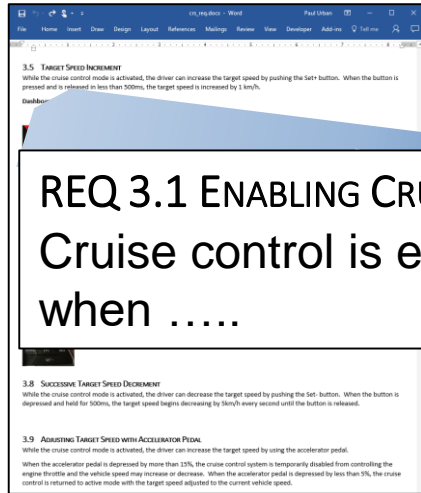 crs_req.docx - Word
Paul Urban
File Home Insert Draw Design Layout References Mailings Review View Developer Add-ins Tell me
3.5 TARGET SPEED INCREMENT
While the cruise control mode is activated, the driver can increase the target speed by pushing the Set+ button. When the button is
pressed and is released in less than 500ms, the target speed is increased by 1 km/h.
REQ 3.1 ENABLING
Cruise control is
when …..
3.8 SUCCESSIVE TARGET SPEED DECREMENT
While the cruise control mode is activated, the driver can decrease the target speed by pushing the Set- button. When the button is
depressed and held for 500ms, the target speed begins decreasing by 5km/h every second until the button is released.
3.9 ADJUSTING TARGET SPEED WITH ACCELERATOR PEDAL
While the cruise control mode is activated, the driver can increase the target speed by using the accelerator pedal.
When the accelerator pedal is depressed by more than 15%, the cruise control system is temporarily disabled from controlling the
engine throttle and the vehicle speed may increase or decrease. When the accelerator pedal is depressed by less than 5%, the cruise
control is returned to active mode with the target speed adjusted to the current vehicle speed.